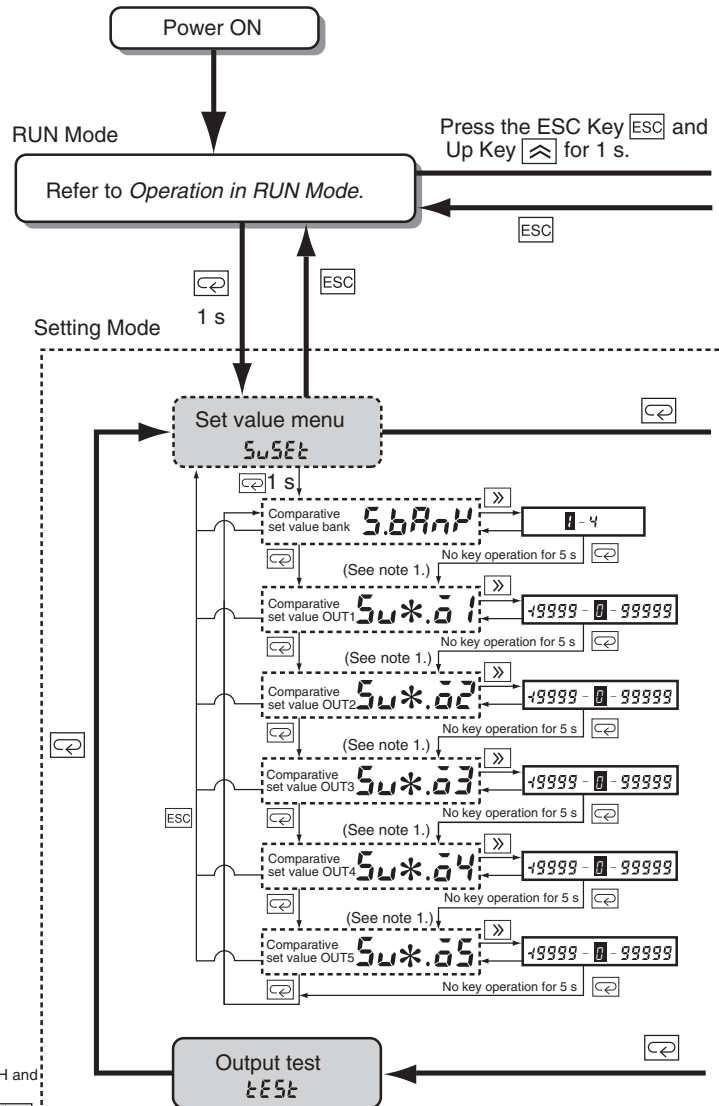 Power ON
RUN Mode
Press the ESC Key ESC and
Up Key for 1 s.
Refer to Operation in RUN Mode.
ESC
1 s
ESC
Setting Mode
Set value menu
SuSEt
1 s
Comparative
set value bank
S.bAnK
1 - 4
No key operation for 5 s
(See note 1.)
Comparative
set value OUT1
Su*.o1
-19999 - 0 - 99999
No key operation for 5 s
(See note 1.)
Comparative
set value OUT2
Su*.o2
-19999 - 0 - 99999
No key operation for 5 s
(See note 1.)
Comparative
set value OUT3
Su*.o3
-19999 - 0 - 99999
No key operation for 5 s
ESC
(See note 1.)
Comparative
set value OUT4
Su*.o4
-19999 - 0 - 99999
No key operation for 5 s
(See note 1.)
Comparative
set value OUT5
Su*.o5
-19999 - 0 - 99999
No key operation for 5 s
H and
Output test
tESt